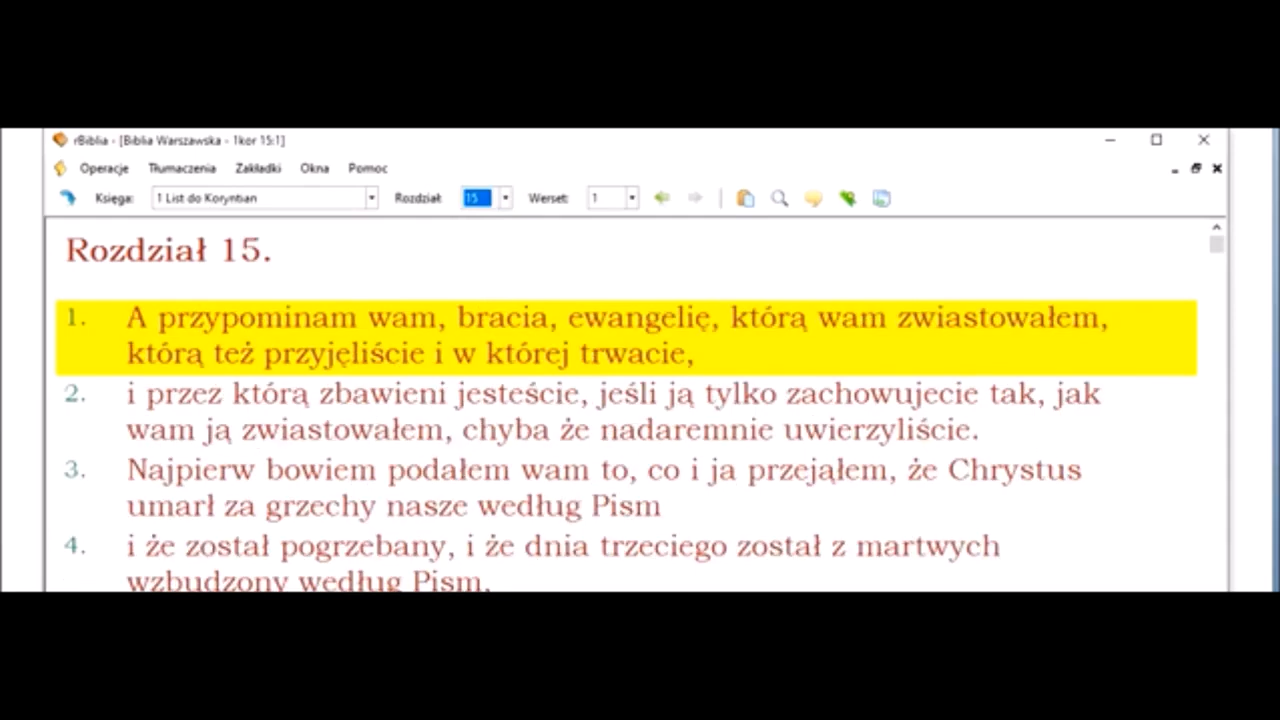 rBiblia - [Biblia Warszawska - 1kor 15:1]
Operacje Tłumaczenia Zakładki Okna Pomoc
Księga: 1 List do Koryntian Rozdział: 15 Werset: 1
Rozdział 15.
1. A przypominam wam, bracia, ewangelię, którą wam zwiastowałem,
którą też przyjęliście i w której trwacie,
2. i przez którą zbawieni jesteście, jeśli ją tylko zachowujecie tak, jak
wam ją zwiastowałem, chyba że nadaremnie uwierzyliście.
3. Najpierw bowiem podałem wam to, co i ja przejąłem, że Chrystus
umarł za grzechy nasze według Pism
4. i że został pogrzebany, i że dnia trzeciego został z martwych
wzbudzony według Pism,